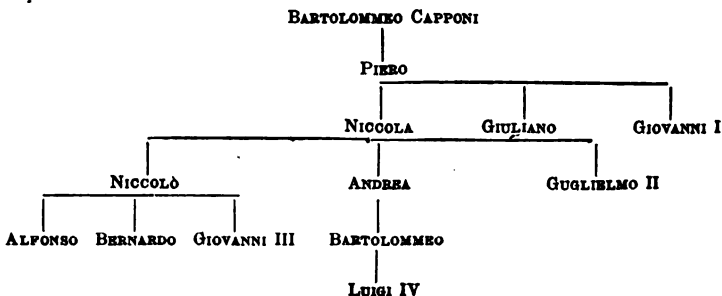 BARTOLOMMEO CAPPONI
PIERO
NICCOLA GIULIANO GIOVANNI I
NICCOLÒ ANDREA GUGLIELMO II
ALFONSO BERNARDO GIOVANNI III BARTOLOMMEO
LUIGI IV